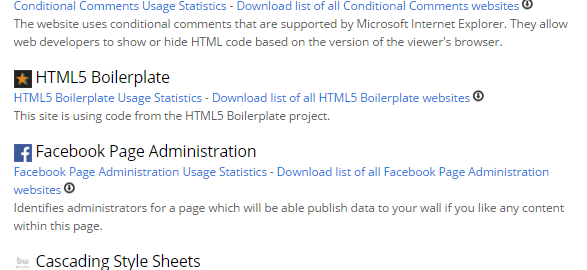 Conditional Comments Usage Statistics - Download list of all Conditional Comments websites
The website uses conditional comments that are supported by Microsoft Internet Explorer. They allow
web developers to show or hide HTML code based on the version of the viewer's browser.
HTML5 Boilerplate
HTML5 Boilerplate Usage Statistics - Download list of all HTML5 Boilerplate websites
This site is using code from the HTML5 Boilerplate project.
Facebook Page Administration
Facebook Page Administration Usage Statistics - Download list of all Facebook Page Administration
websites
Identifies administrators for a page which will be able publish data to your wall if you like any content
within this page.
Cascading Style Sheets